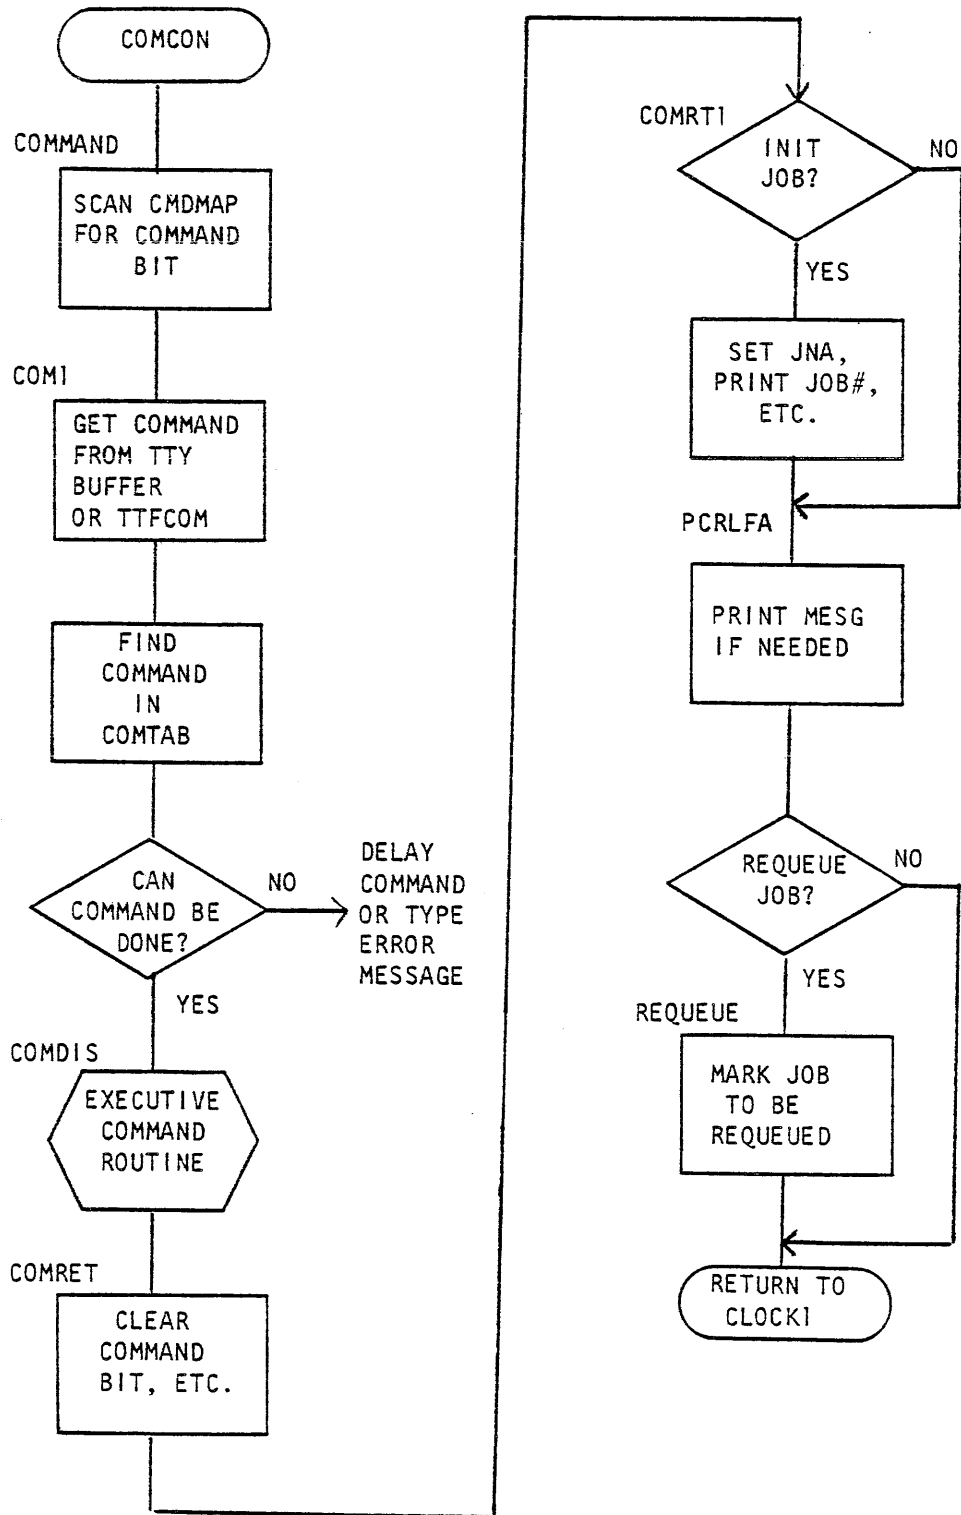 COMCON
COMMAND
SCAN CMDMAP
FOR COMMAND
BIT
COM1
GET COMMAND
FROM TTY
BUFFER
OR TTFCOM
FIND
COMMAND
IN
COMTAB
CAN
COMMAND BE
DONE?
NO
DELAY
COMMAND
OR TYPE
ERROR
MESSAGE
YES
COMDIS
EXECUTIVE
COMMAND
ROUTINE
COMRET
CLEAR
COMMAND
BIT, ETC.
COMRT1
INIT
JOB?
NO
YES
SET JNA,
PRINT JOB#,
ETC.
PCRLFA
PRINT MESG
IF NEEDED
REQUEUE
JOB?
NO
YES
REQUEUE
MARK JOB
TO BE
REQUEUED
RETURN TO
CLOCK1